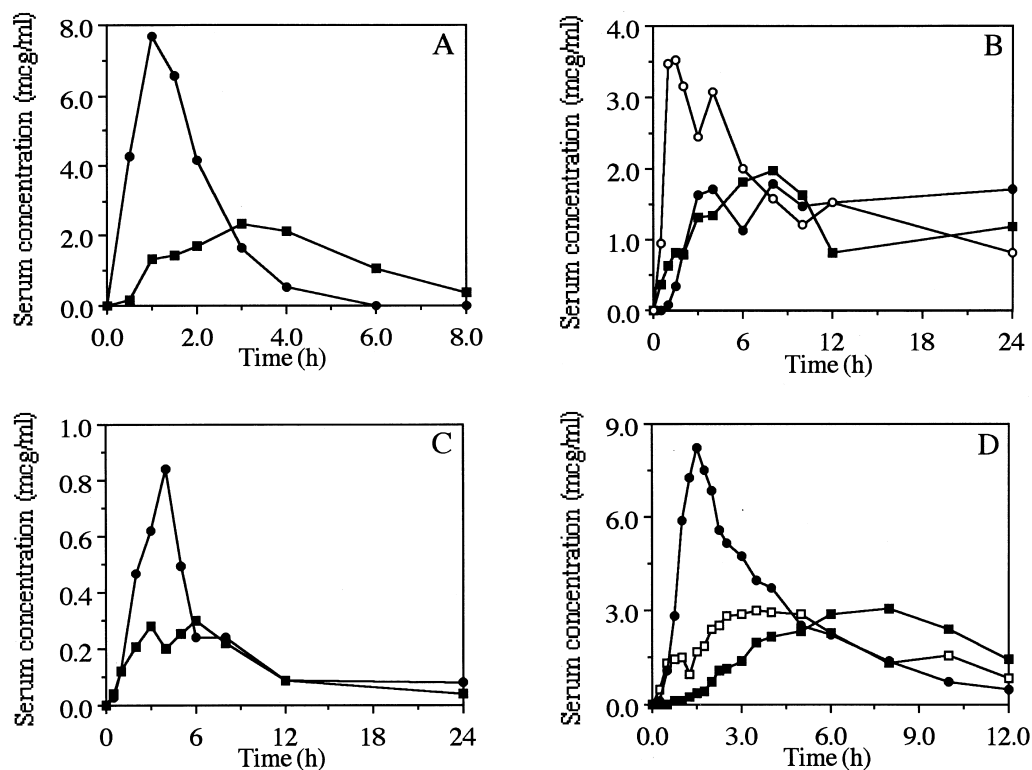 A
Serum concentration (mcg/ml)
8.0
6.0
4.0
2.0
0.0
0.0 2.0 4.0 6.0 8.0
Time (h)
B
Serum concentration (mcg/ml)
4.0
3.0
2.0
1.0
0.0
0 6 12 18 24
Time (h)
C
Serum concentration (mcg/ml)
1.0
0.8
0.6
0.4
0.2
0.0
0 6 12 24
Time (h)
D
Serum concentration (mcg/ml)
9.0
6.0
3.0
0.0
0.0 3.0 6.0 9.0 12.0
Time (h)